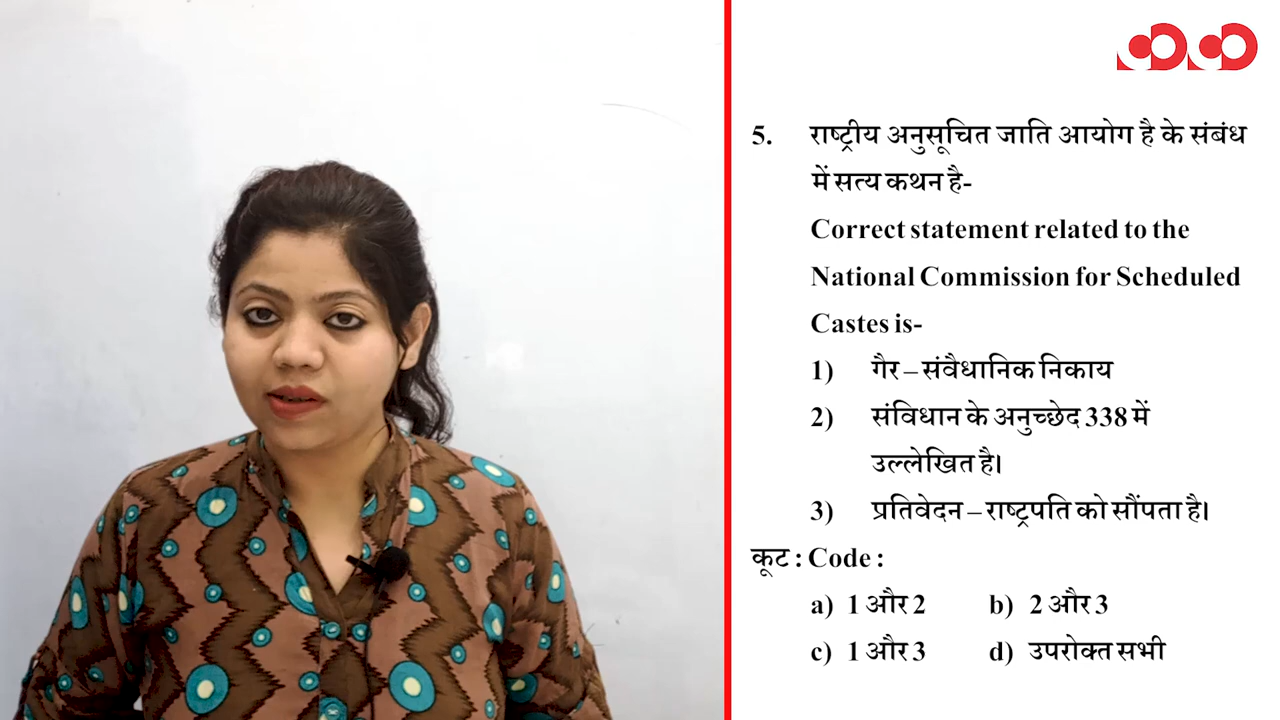 5. राष्ट्रीय अनुसूचित जाति आयोग है के संबंध
में सत्य कथन है-
Correct statement related to the
National Commission for Scheduled
Castes is-
1) गैर – संवैधानिक निकाय
2) संविधान के अनुच्छेद 338 में
उल्लेखित है।
3) प्रतिवेदन – राष्ट्रपति को सौंपता है।
कूट : Code :
a) 1 और 2 b) 2 और 3
c) 1 और 3 d) उपरोक्त सभी